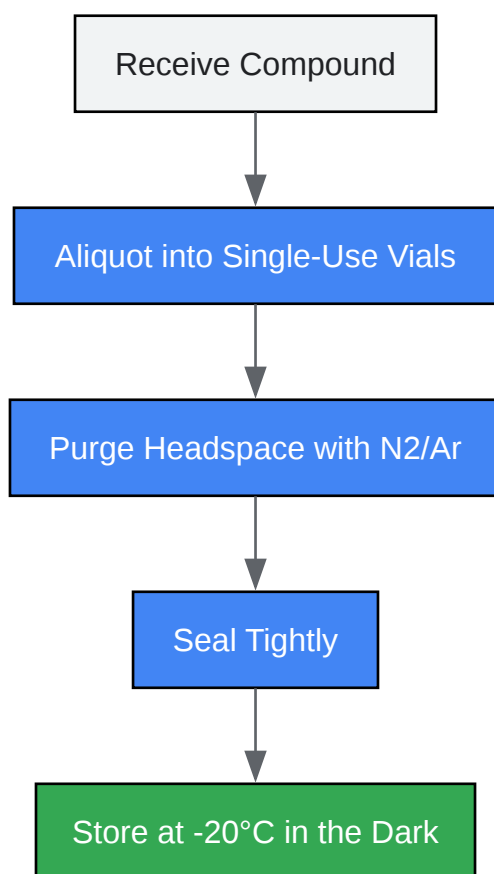 Receive Compound
Aliquot into Single-Use Vials
Purge Headspace with N2/Ar
Seal Tightly
Store at -20°C in the Dark